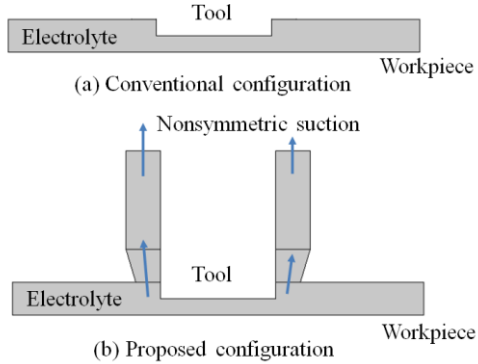 Tool
Electrolyte
Workpiece
(a) Conventional configuration
Nonsymmetric suction
Tool
Electrolyte
Workpiece
(b) Proposed configuration